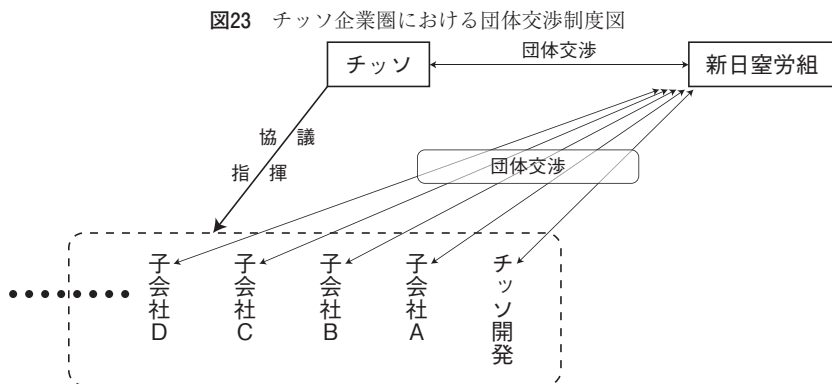 図23 チッソ企業圏における団体交渉制度図
チッソ
団体交渉
新日窒労組
協議
指揮
団体交渉
子会社D
子会社C
子会社B
子会社A
チッソ開発